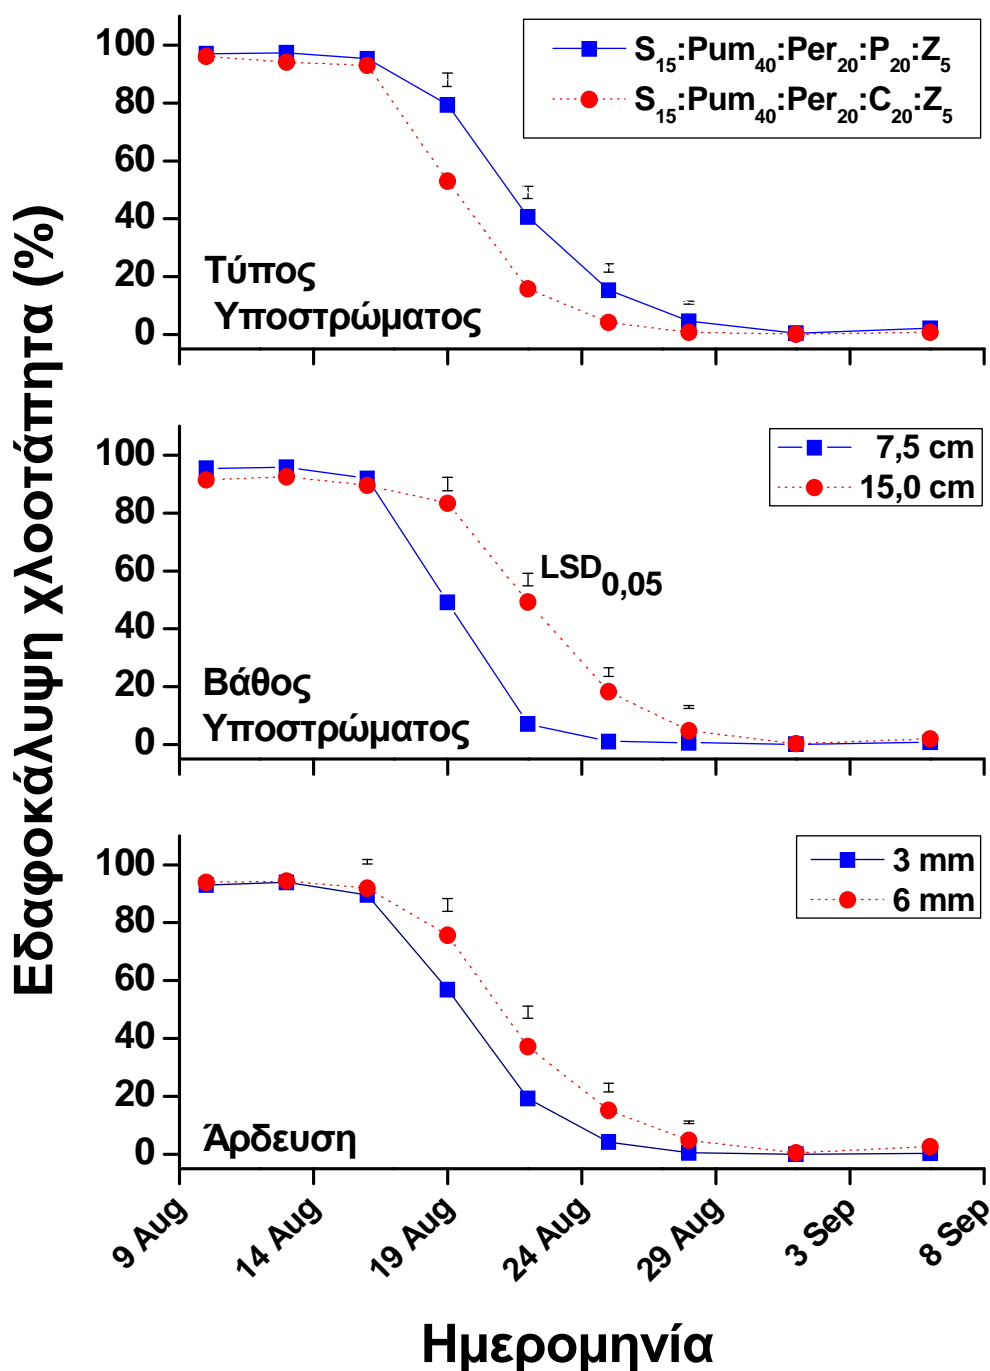 Εδαφοκάλυψη χλοοτάπητα (%)
100
80
60
40
20
0
S15:Pum40:Per20:P20:Z5
S15:Pum40:Per20:C20:Z5
Τύπος
Υποστρώματος
100
80
60
40
20
0
7,5 cm
15,0 cm
LSD0,05
Βάθος
Υποστρώματος
100
80
60
40
20
0
3 mm
6 mm
Άρδευση
9 Aug
14 Aug
19 Aug
24 Aug
29 Aug
3 Sep
8 Sep
Ημερομηνία